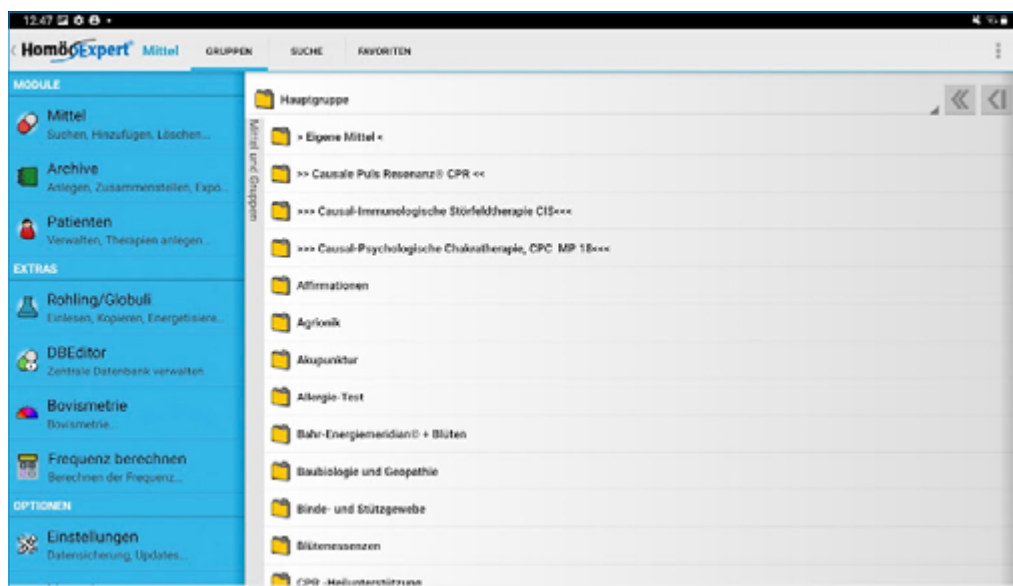 12:47
HomöoExpert® Mittel GRUPPEN SUCHE FAVORITEN
MODULE
Mittel
Suchen, Hinzufügen, Löschen...
Archive
Anlegen, Zusammenstellen, Expo...
Patienten
Verwalten, Therapien anlegen...
EXTRAS
Rohling/Globuli
Einlesen, Kopieren, Energetisiere...
DBEditor
Zentrale Datenbank verwalten
Bovismetrie
Bovismetrie...
Frequenz berechnen
Berechnen der Frequenz...
OPTIONEN
Einstellungen
Datensicherung, Updates...
Mittel und Gruppen
Hauptgruppe
> Eigene Mittel <
>> Causale Puls Resonanz® CPR <<
>>> Causal-Immunologische Störfeldtherapie CIS<<<
>>> Causal-Psychologische Chakratherapie, CPC MP 18<<<
Affirmationen
Agrionik
Akupunktur
Allergie-Test
Bahr-Energiemeridian© + Blüten
Baubiologie und Geopathie
Binde- und Stützgewebe
Blütenessenzen
CPR -Heilunterstützung